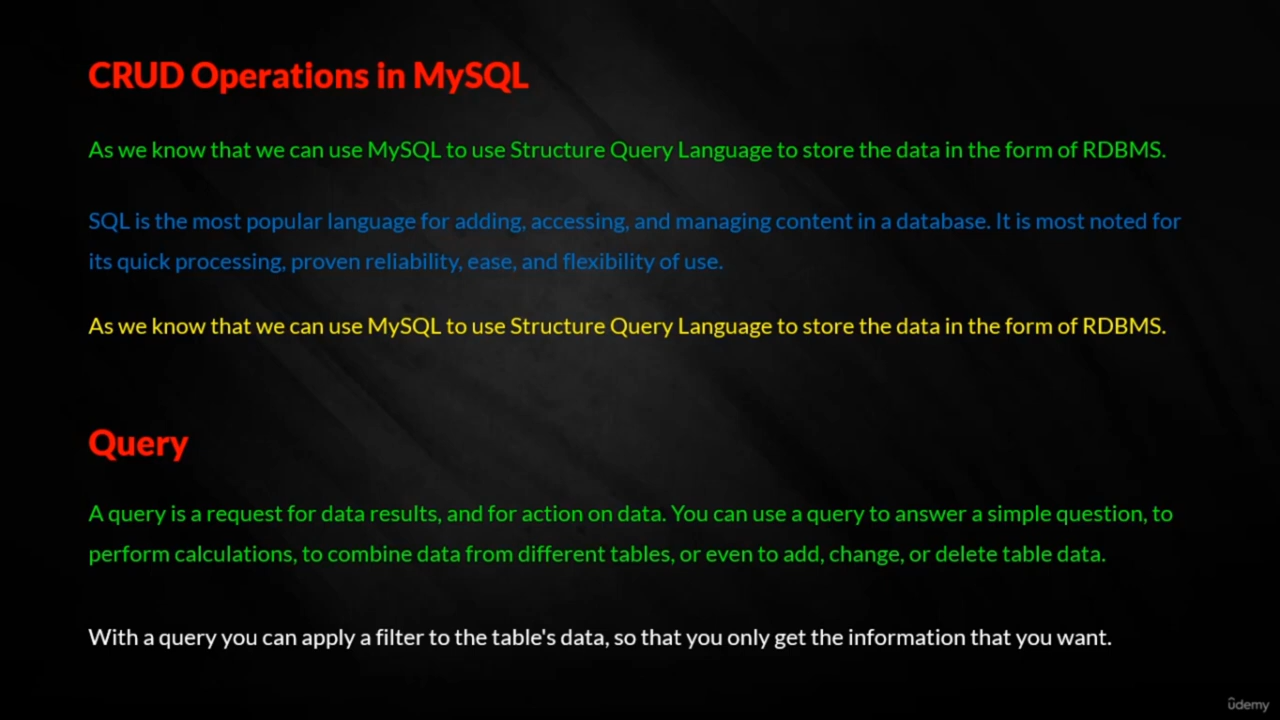 CRUD Operations in MySQL
As we know that we can use MySQL to use Structure Query Language to store the data in the form of RDBMS.
SQL is the most popular language for adding, accessing, and managing content in a database. It is most noted for
its quick processing, proven reliability, ease, and flexibility of use.
As we know that we can use MySQL to use Structure Query Language to store the data in the form of RDBMS.
Query
A query is a request for data results, and for action on data. You can use a query to answer a simple question, to
perform calculations, to combine data from different tables, or even to add, change, or delete table data.
With a query you can apply a filter to the table's data, so that you only get the information that you want.
ûdemy